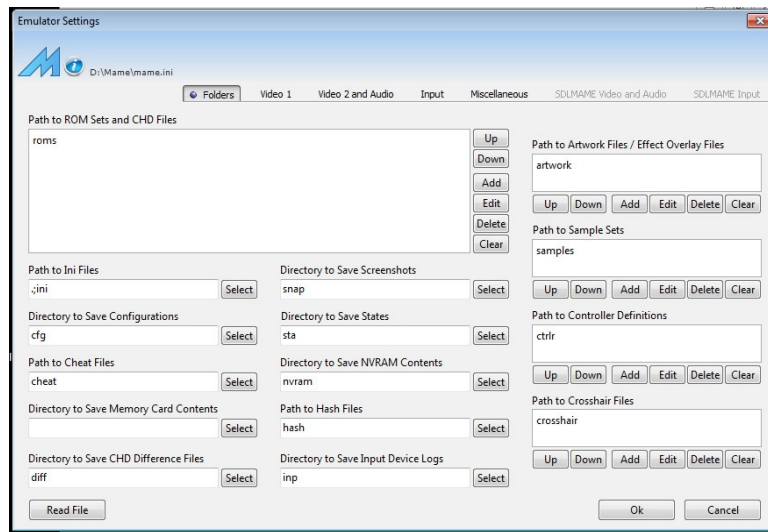 Emulator Settings
D:\Mame\mame.ini
Folders Video 1 Video 2 and Audio Input Miscellaneous SDLMAME Video and Audio SDLMAME Input
Path to ROM Sets and CHD Files
roms
Up
Down
Add
Edit
Delete
Clear
Path to Artwork Files / Effect Overlay Files
artwork
Up Down Add Edit Delete Clear
Path to Sample Sets
samples
Up Down Add Edit Delete Clear
Path to Controller Definitions
ctrlr
Up Down Add Edit Delete Clear
Path to Crosshair Files
crosshair
Up Down Add Edit Delete Clear
Path to Ini Files
.;ini Select
Directory to Save Screenshots
snap Select
Directory to Save Configurations
cfg Select
Directory to Save States
sta Select
Path to Cheat Files
cheat Select
Directory to Save NVRAM Contents
nvram Select
Directory to Save Memory Card Contents
Select
Path to Hash Files
hash Select
Directory to Save CHD Difference Files
diff Select
Directory to Save Input Device Logs
inp Select
Read File Ok Cancel